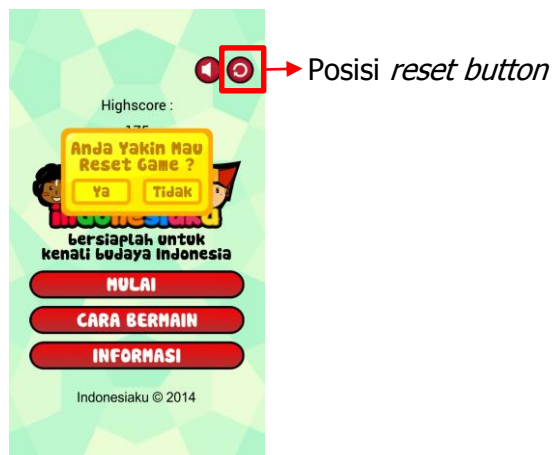 Posisi reset button
Highscore :
175
Anda Yakin Mau
Reset Game ?
Ya Tidak
indonesiaku
bersiaplah untuk
kenali budaya Indonesia
MULAI
CARA BERMAIN
INFORMASI
Indonesiaku © 2014